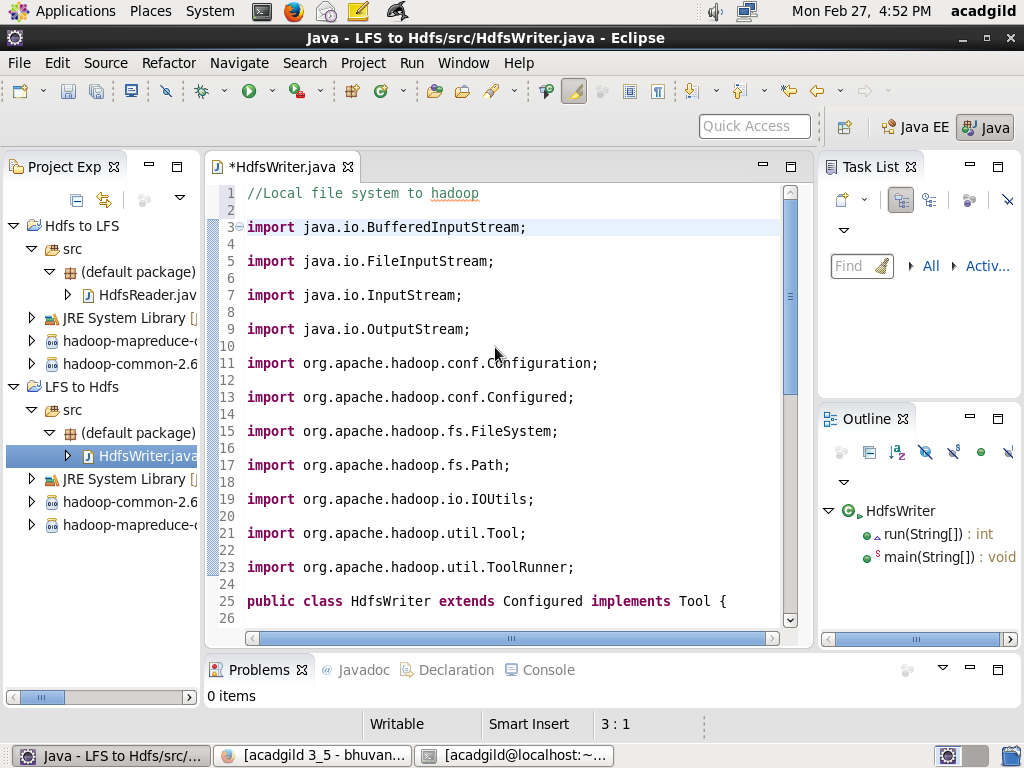 Applications Places System Mon Feb 27, 4:52 PM acadgild
Java - LFS to Hdfs/src/HdfsWriter.java - Eclipse
File Edit Source Refactor Navigate Search Project Run Window Help
Quick Access Java EE Java
Project Exp
*HdfsWriter.java
Task List
Hdfs to LFS
src
(default package)
HdfsReader.jav
JRE System Library [J
hadoop-mapreduce-c
hadoop-common-2.6
LFS to Hdfs
src
(default package)
HdfsWriter.java
JRE System Library [J
hadoop-common-2.6
hadoop-mapreduce-c
1 //Local file system to hadoop
2
3 import java.io.BufferedInputStream;
4
5 import java.io.FileInputStream;
6
7 import java.io.InputStream;
8
9 import java.io.OutputStream;
10
11 import org.apache.hadoop.conf.Configuration;
12
13 import org.apache.hadoop.conf.Configured;
14
15 import org.apache.hadoop.fs.FileSystem;
16
17 import org.apache.hadoop.fs.Path;
18
19 import org.apache.hadoop.io.IOUtils;
20
21 import org.apache.hadoop.util.Tool;
22
23 import org.apache.hadoop.util.ToolRunner;
24
25 public class HdfsWriter extends Configured implements Tool {
26
Find All Activ...
Outline
HdfsWriter
run(String[]) : int
main(String[]) : void
Problems Javadoc Declaration Console
0 items
Writable Smart Insert 3 : 1
Java - LFS to Hdfs/src/... [acadgild 3_5 - bhuvan... [acadgild@localhost:~...